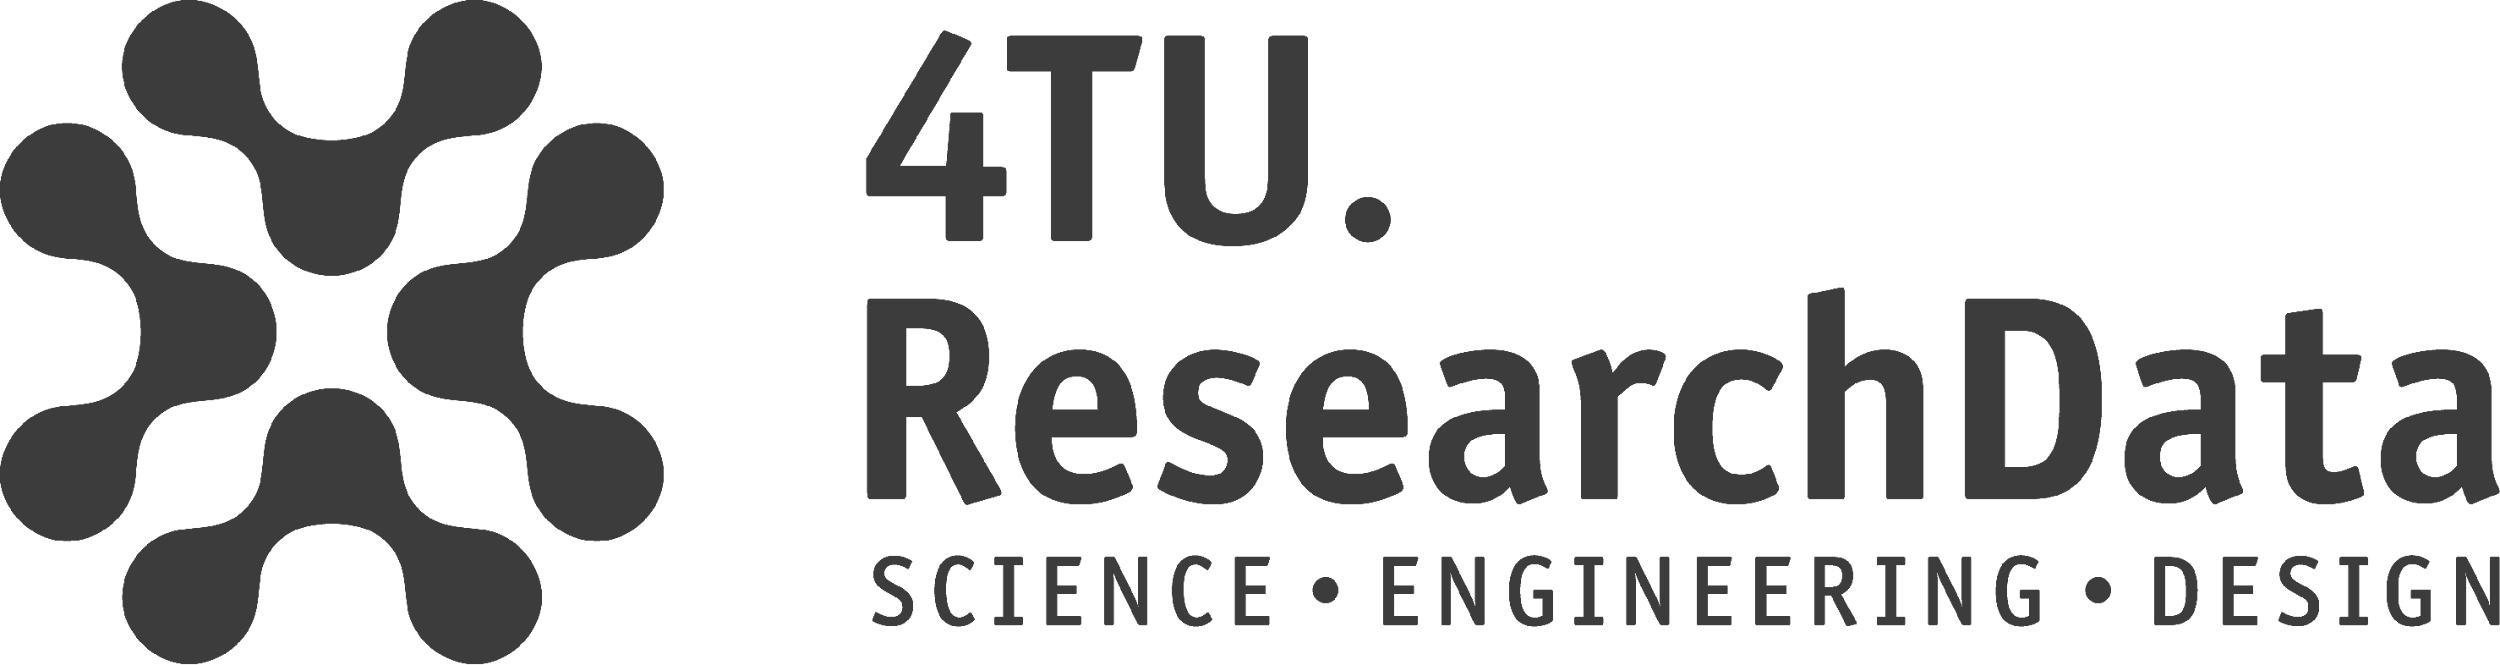 4TU.
ResearchData
SCIENCE • ENGINEERING • DESIGN